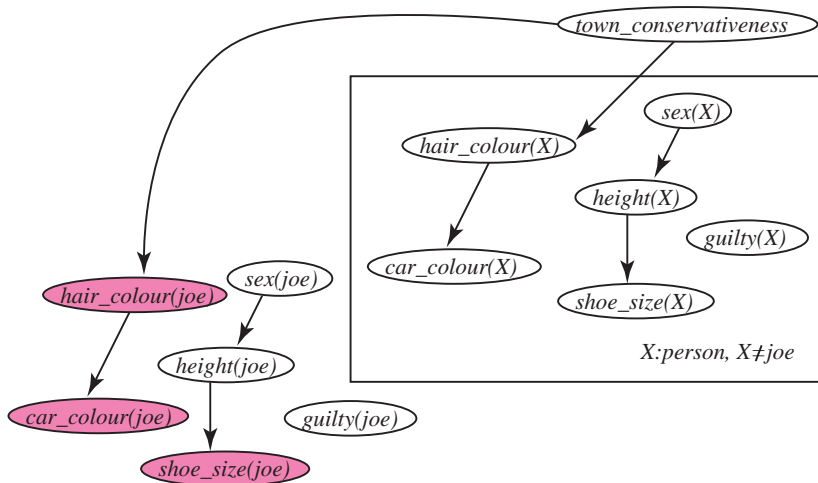 town_conservativeness
sex(X)
hair_colour(X)
height(X)
guilty(X)
car_colour(X)
shoe_size(X)
X:person, X≠joe
hair_colour(joe)
sex(joe)
height(joe)
car_colour(joe)
guilty(joe)
shoe_size(joe)